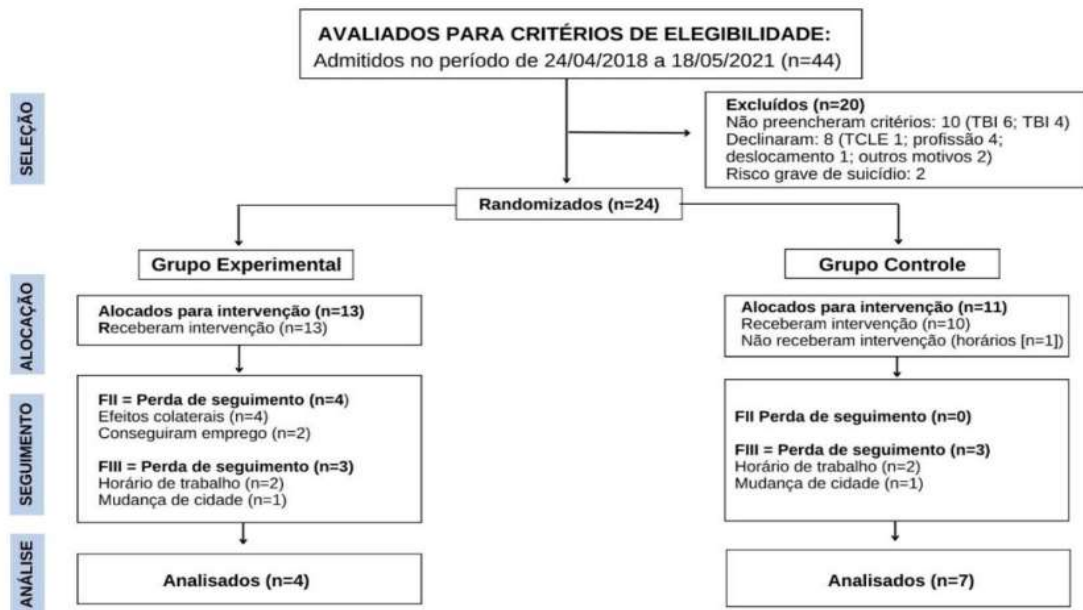 AVALIADOS PARA CRITÉRIOS DE ELEGIBILIDADE:
Admitidos no período de 24/04/2018 a 18/05/2021 (n=44)
SELEÇÃO
Excluídos (n=20)
Não preencheram critérios: 10 (TBI 6; TBI 4)
Declinaram: 8 (TCLE 1; profissão 4;
deslocamento 1; outros motivos 2)
Risco grave de suicídio: 2
Randomizados (n=24)
Grupo Experimental
Grupo Controle
ALOCAÇÃO
Alocados para intervenção (n=13)
Receberam intervenção (n=13)
Alocados para intervenção (n=11)
Receberam intervenção (n=10)
Não receberam intervenção (horários [n=1])
SEGUIMENTO
FII = Perda de seguimento (n=4)
Efeitos colaterais (n=4)
Conseguiram emprego (n=2)
FIII = Perda de seguimento (n=3)
Horário de trabalho (n=2)
Mudança de cidade (n=1)
FII Perda de seguimento (n=0)
FIII = Perda de seguimento (n=3)
Horário de trabalho (n=2)
Mudança de cidade (n=1)
ANÁLISE
Analisados (n=4)
Analisados (n=7)